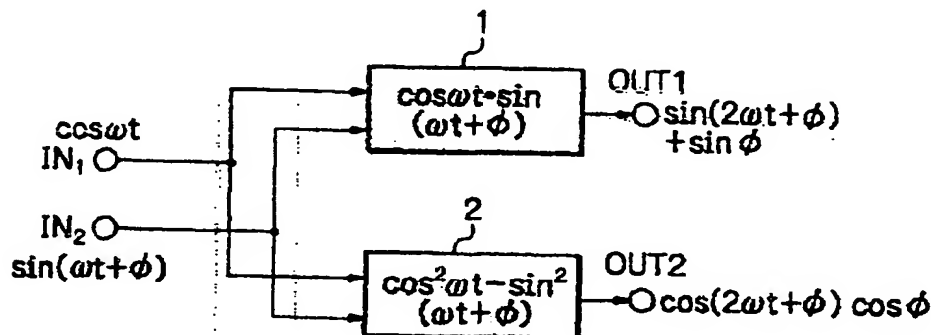 1
cosωt•sin
(ωt+ϕ)
OUT1
sin(2ωt+ϕ)
+sinϕ
cosωt
IN₁
IN₂
sin(ωt+ϕ)
2
cos²ωt−sin²
(ωt+ϕ)
OUT2
cos(2ωt+ϕ) cosϕ